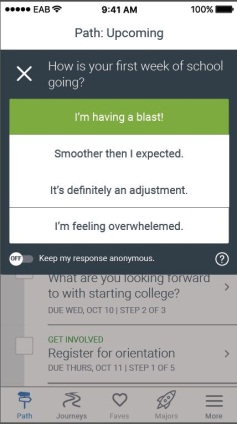 EAB 9:41 AM 100%
Path: Upcoming
How is your first week of school
going?
I'm having a blast!
Smoother then I expected.
It's definitely an adjustment.
I'm feeling overwhelemed.
OFF Keep my response anonymous.
What are you looking forward
to with starting college?
DUE WED, OCT 10 | STEP 2 OF 3
GET INVOLVED
Register for orientation
DUE THURS, OCT 11 | STEP 1 OF 5
Path Journeys Faves Majors More